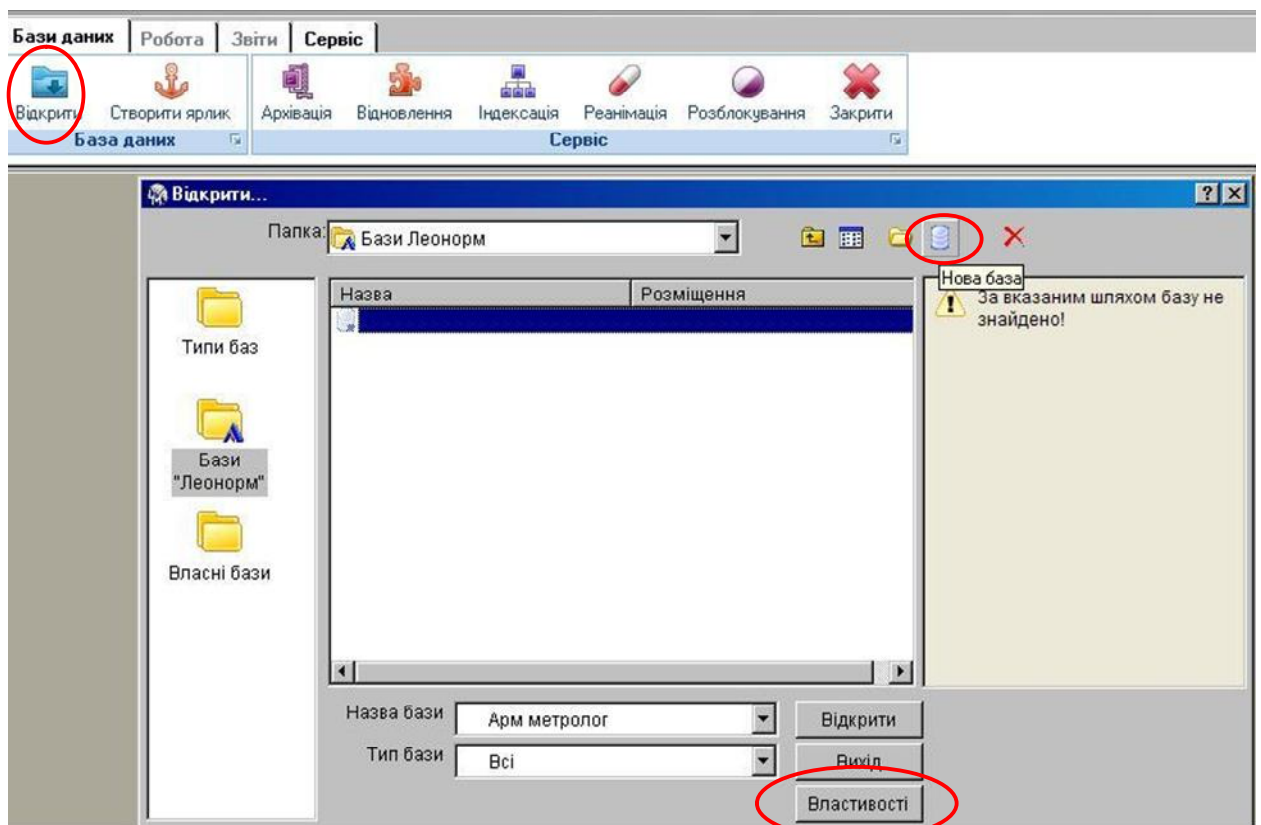 Бази даних Робота Звіти Сервіс
Відкрити Створити ярлик Архівація Відновлення Індексація Реанімація Розблокування Закрити
База даних Сервіс
Відкрити...
Папка: Бази Леонорм
Нова база
Назва Розміщення
За вказаним шляхом базу не
знайдено!
Типи баз
Бази
"Леонорм"
Власні бази
Назва бази Арм метролог Відкрити
Тип бази Всі Вихід
Властивості